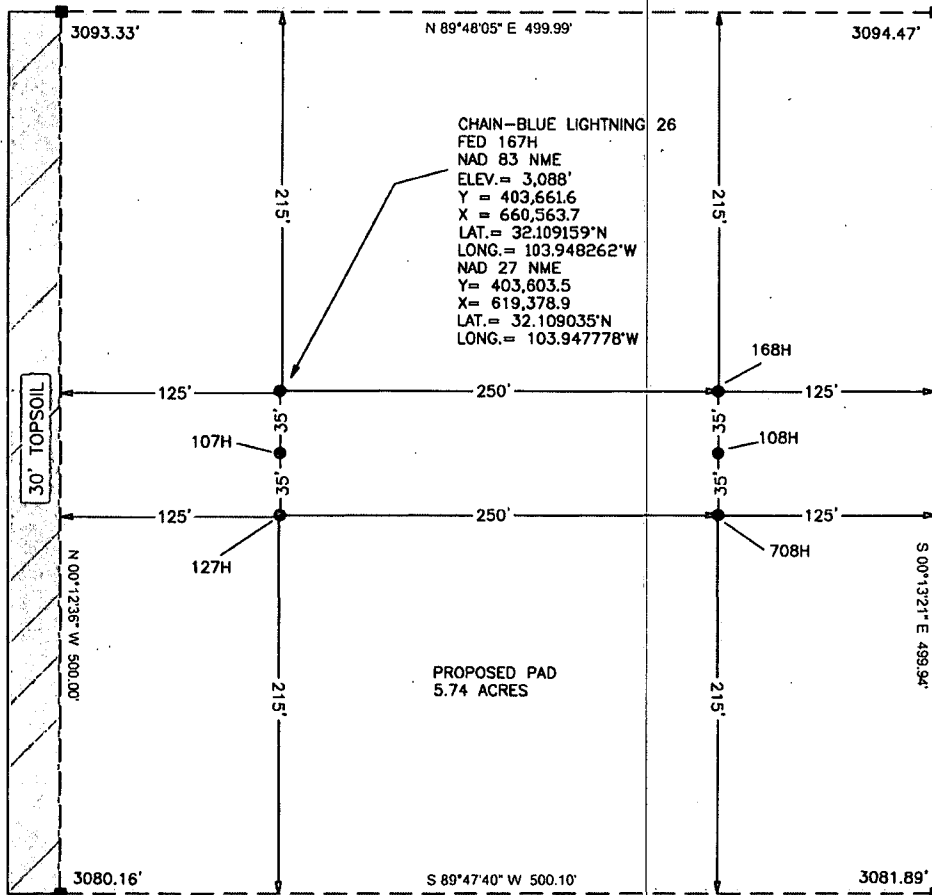 3093.33'
N 89°48'05" E 499.99'
3094.47'
CHAIN-BLUE LIGHTNING 26
FED 167H
NAD 83 NME
ELEV.= 3,088'
Y = 403,661.6
X = 660,563.7
LAT.= 32.109159°N
LONG.= 103.948262°W
NAD 27 NME
Y= 403,603.5
X= 619,378.9
LAT.= 32.109035°N
LONG.= 103.947778°W
215'
215'
168H
125'
250'
125'
30' TOPSOIL
35'
35'
107H
108H
35'
35'
125'
250'
125'
127H
708H
N 00°12'36" W 500.00'
S 00°13'21" E 499.94'
PROPOSED PAD
5.74 ACRES
215'
215'
3080.16'
S 89°47'40" W 500.10'
3081.89'